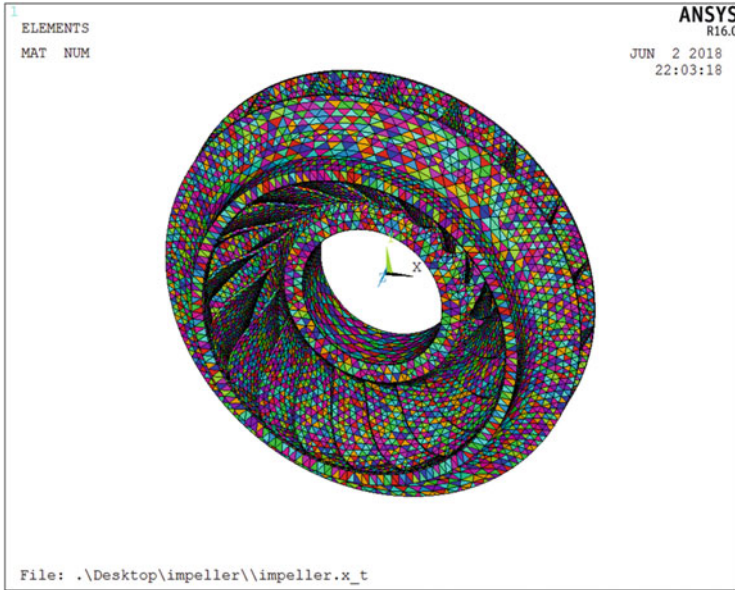 1
ELEMENTS
MAT NUM
ANSYS
R16.0
JUN 2 2018
22:03:18
X
File: .\Desktop\impeller\\impeller.x_t